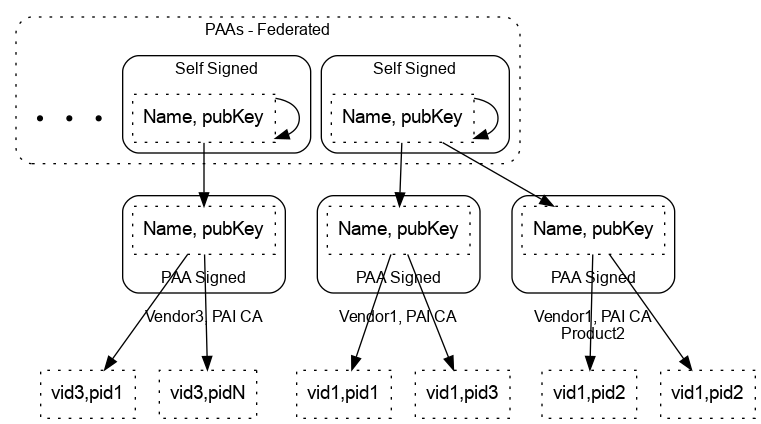 PAAs - Federated
Self Signed
Self Signed
Name, pubKey
Name, pubKey
Name, pubKey
Name, pubKey
Name, pubKey
PAA Signed
PAA Signed
PAA Signed
Vendor3, PAI CA
Vendor1, PAI CA
Vendor1, PAI CA
Product2
vid3,pid1
vid3,pidN
vid1,pid1
vid1,pid3
vid1,pid2
vid1,pid2